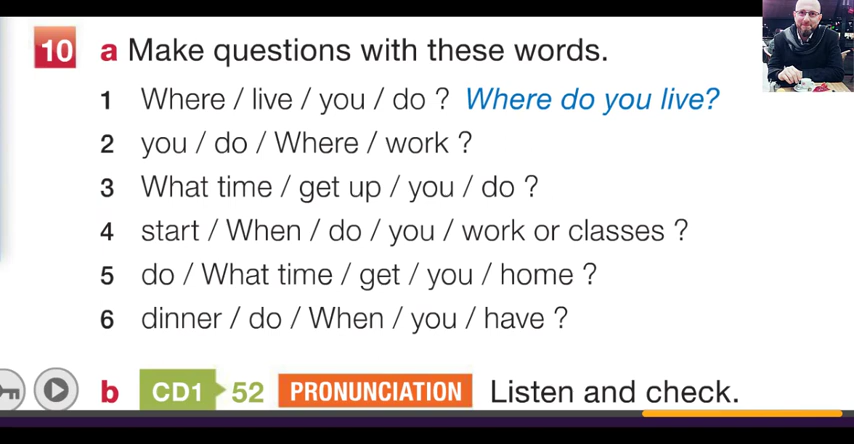 10 a Make questions with these words.
1 Where / live / you / do ? Where do you live?
2 you / do / Where / work ?
3 What time / get up / you / do ?
4 start / When / do / you / work or classes ?
5 do / What time / get / you / home ?
6 dinner / do / When / you / have ?
b CD1 52 PRONUNCIATION Listen and check.